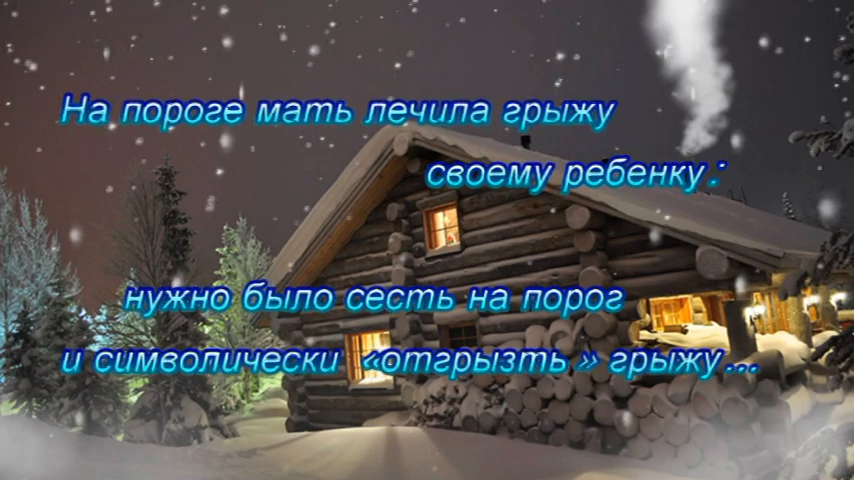 На пороге мать лечила грыжу
своему ребенку:
нужно было сесть на порог
и символически «отгрызть» грыжу...